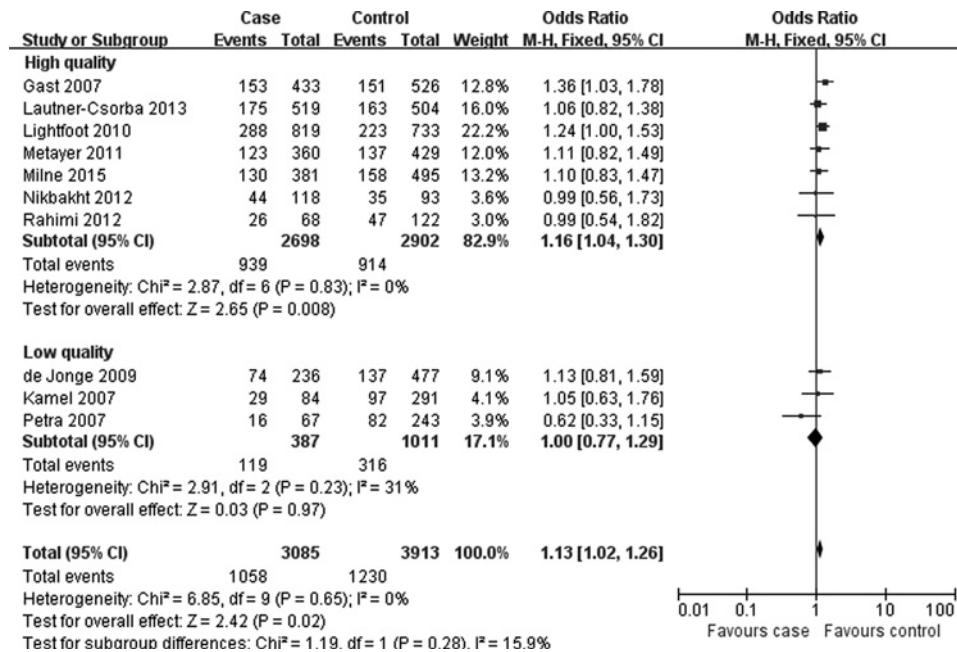 Case Control Odds Ratio Odds Ratio
Study or Subgroup Events Total Events Total Weight M-H, Fixed, 95% CI M-H, Fixed, 95% CI
High quality
Gast 2007 153 433 151 526 12.8% 1.36 [1.03, 1.78]
Lautner-Csorba 2013 175 519 163 504 16.0% 1.06 [0.82, 1.38]
Lightfoot 2010 288 819 223 733 22.2% 1.24 [1.00, 1.53]
Metayer 2011 123 360 137 429 12.0% 1.11 [0.82, 1.49]
Milne 2015 130 381 158 495 13.2% 1.10 [0.83, 1.47]
Nikbakht 2012 44 118 35 93 3.6% 0.99 [0.56, 1.73]
Rahimi 2012 26 68 47 122 3.0% 0.99 [0.54, 1.82]
Subtotal (95% CI) 2698 2902 82.9% 1.16 [1.04, 1.30]
Total events 939 914
Heterogeneity: Chi² = 2.87, df = 6 (P = 0.83); I² = 0%
Test for overall effect: Z = 2.65 (P = 0.008)
Low quality
de Jonge 2009 74 236 137 477 9.1% 1.13 [0.81, 1.59]
Kamel 2007 29 84 97 291 4.1% 1.05 [0.63, 1.76]
Petra 2007 16 67 82 243 3.9% 0.62 [0.33, 1.15]
Subtotal (95% CI) 387 1011 17.1% 1.00 [0.77, 1.29]
Total events 119 316
Heterogeneity: Chi² = 2.91, df = 2 (P = 0.23); I² = 31%
Test for overall effect: Z = 0.03 (P = 0.97)
Total (95% CI) 3085 3913 100.0% 1.13 [1.02, 1.26]
Total events 1058 1230
Heterogeneity: Chi² = 6.85, df = 9 (P = 0.65); I² = 0%
Test for overall effect: Z = 2.42 (P = 0.02)
Test for subgroup differences: Chi² = 1.19, df = 1 (P = 0.28), I² = 15.9%
0.01 0.1 1 10 100
Favours case Favours control